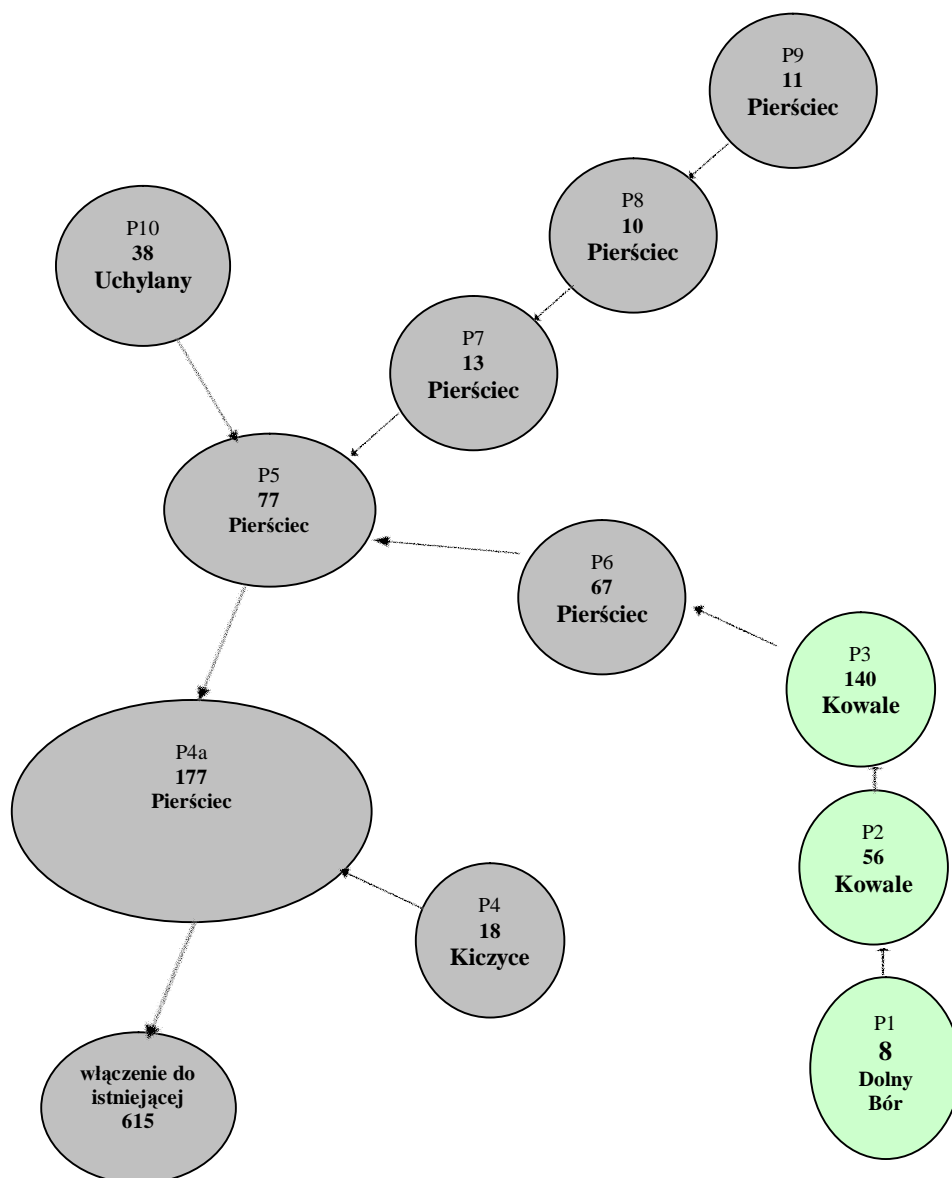 P9
11
Pierściec
P8
10
Pierściec
P10
38
Uchylany
P7
13
Pierściec
P5
77
Pierściec
P6
67
Pierściec
P3
140
Kowale
P4a
177
Pierściec
P2
56
Kowale
P4
18
Kiczyce
P1
8
Dolny
Bór
włączenie do
istniejącej
615